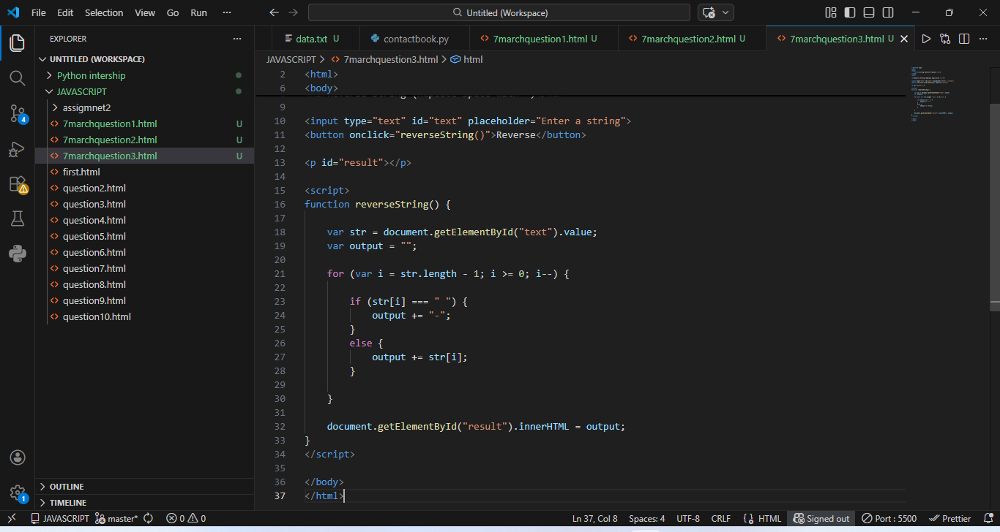 File Edit Selection View Go Run ··· Untitled (Workspace)
EXPLORER ···
UNTITLED (WORKSPACE)
Python intership
JAVASCRIPT
assigmnet2
7marchquestion1.html U
7marchquestion2.html U
7marchquestion3.html U
first.html
question2.html
question3.html
question4.html
question5.html
question6.html
question7.html
question8.html
question9.html
question10.html
OUTLINE
TIMELINE
4
1
data.txt U contactbook.py 7marchquestion1.html U 7marchquestion2.html U 7marchquestion3.html U
JAVASCRIPT > 7marchquestion3.html > html
2 <html>
6 <body>
9
10 <input type="text" id="text" placeholder="Enter a string">
11 <button onclick="reverseString()">Reverse</button>
12
13 <p id="result"></p>
14
15 <script>
16 function reverseString() {
17
18 var str = document.getElementById("text").value;
19 var output = "";
20
21 for (var i = str.length - 1; i >= 0; i--) {
22
23 if (str[i] === " ") {
24 output += "-";
25 }
26 else {
27 output += str[i];
28 }
29
30 }
31
32 document.getElementById("result").innerHTML = output;
33 }
34 </script>
35
36 </body>
37 </html>
JAVASCRIPT master* 0 0 Ln 37, Col 8 Spaces: 4 UTF-8 CRLF {} HTML Signed out Port : 5500 Prettier